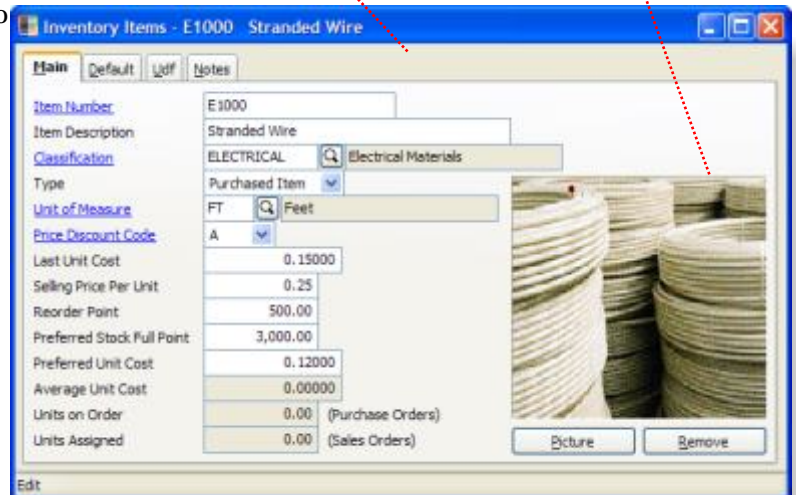 o
Inventory Items - E1000 Stranded Wire
Main Default Udf Notes
Item Number E1000
Item Description Stranded Wire
Classification ELECTRICAL Electrical Materials
Type Purchased Item
Unit of Measure FT Feet
Price Discount Code A
Last Unit Cost 0.15000
Selling Price Per Unit 0.25
Reorder Point 500.00
Preferred Stock Full Point 3,000.00
Preferred Unit Cost 0.12000
Average Unit Cost 0.00000
Units on Order 0.00 (Purchase Orders)
Units Assigned 0.00 (Sales Orders)
Picture Remove
Edit